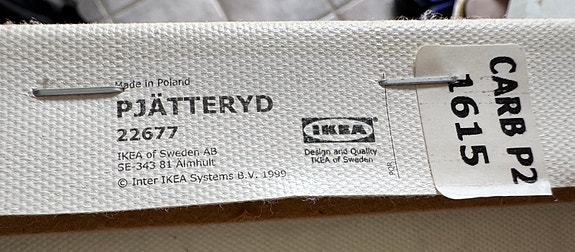 Made in Poland
PJÄTTERYD
22677
IKEA of Sweden AB
SE-343 81 Älmhult
© Inter IKEA Systems B.V. 1999
IKEA
Design and Quality
IKEA of Sweden
CARB P2
1615